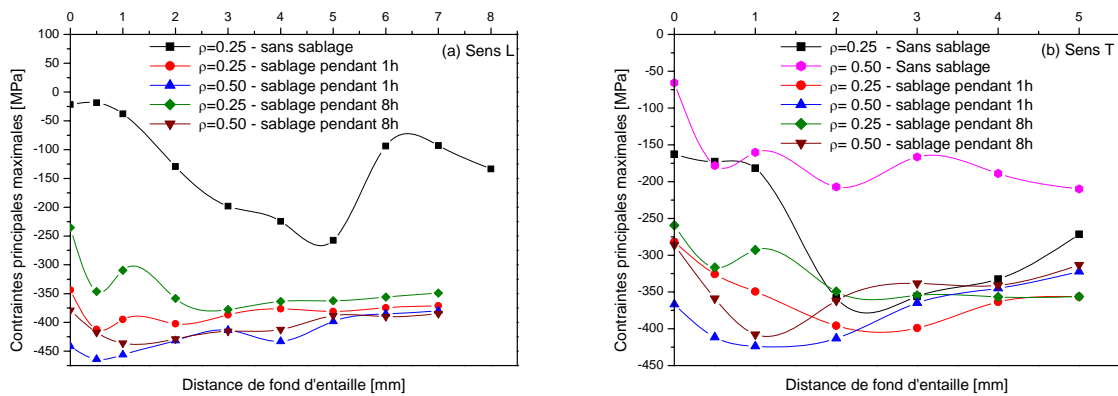 0 1 2 3 4 5 6 7 8
100
50
0
-50
-100
-150
-200
-250
-300
-350
-400
-450
Contraintes principales maximales [MPa]
(a) Sens L
ρ=0.25 - Sans sablage
ρ=0.25 - sablage pendant 1h
ρ=0.50 - sablage pendant 1h
ρ=0.25 - sablage pendant 8h
ρ=0.50 - sablage pendant 8h
Distance de fond d'entaille [mm]
0 1 2 3 4 5
0
-50
-100
-150
-200
-250
-300
-350
-400
-450
Contraintes principales maximales [MPa]
(b) Sens T
ρ=0.25 - Sans sablage
ρ= 0.50 - Sans sablage
ρ= 0.25 - sablage pendant 1h
ρ= 0.50 - sablage pendant 1h
ρ= 0.25 - sablage pendant 8h
ρ= 0.50 - sablage pendant 8h
Distance de fond d'entaille [mm]